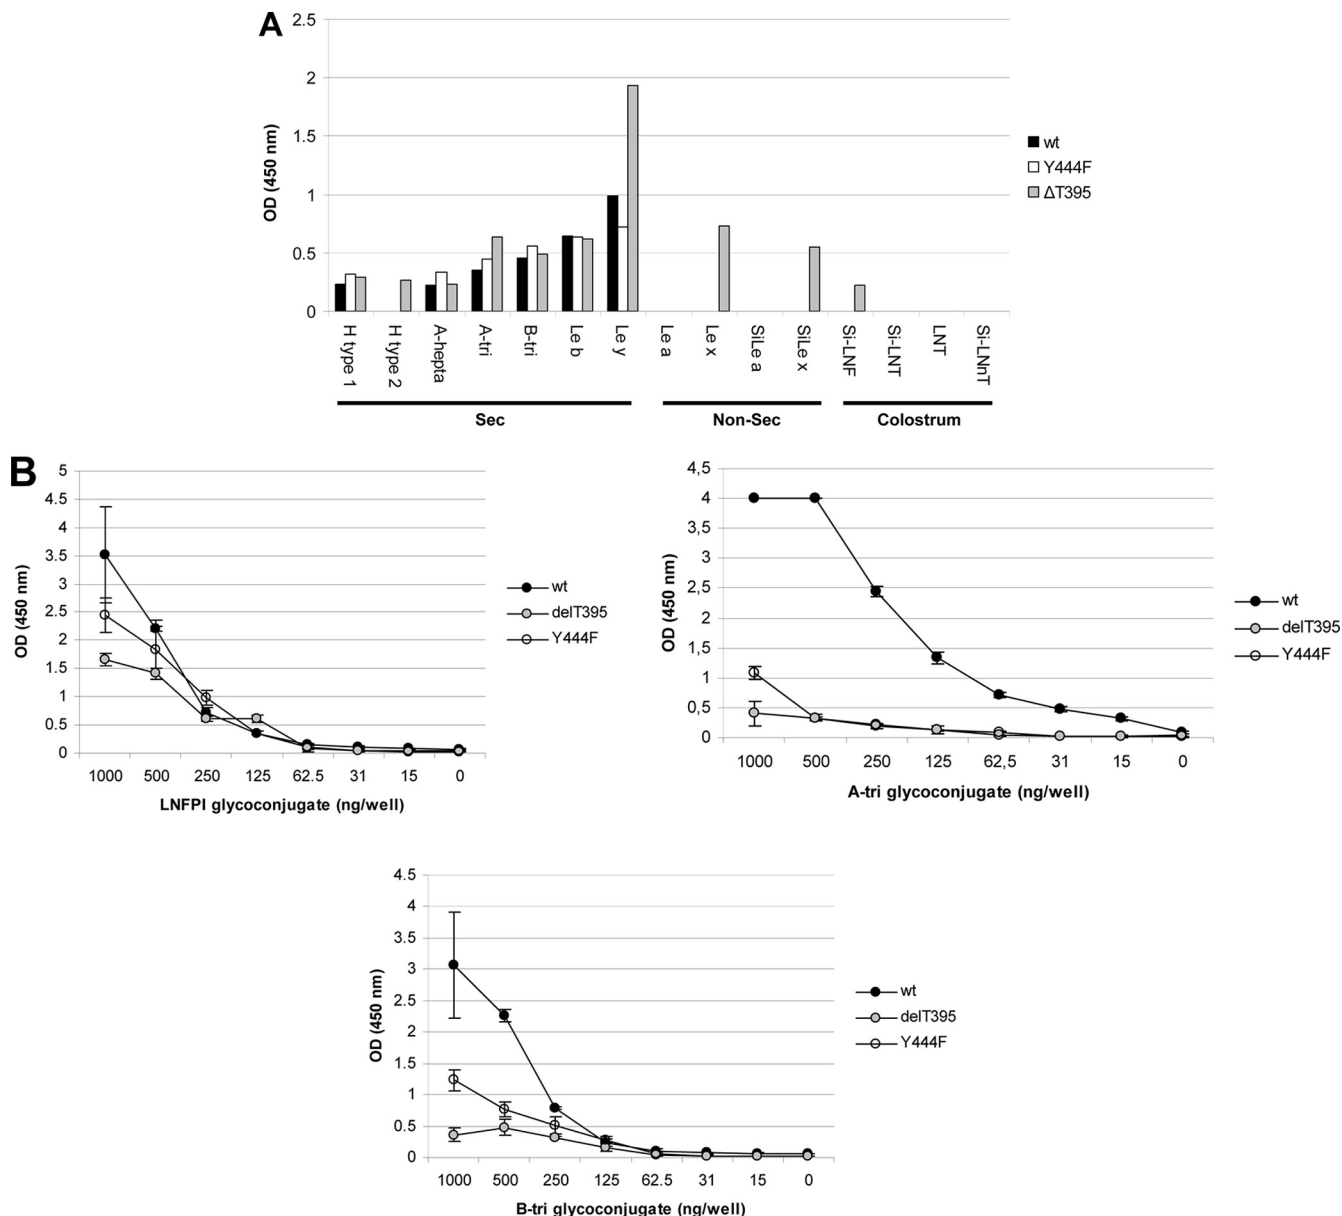 A
OD (450 nm)
2.5
2
1.5
1
0.5
0
wt
Y444F
ΔT395
H type 1
H type 2
A-hepta
A-tri
B-tri
Le b
Le y
Le a
Le x
SiLe a
SiLe x
Si-LNF
Si-LNT
LNT
Si-LNnT
Sec Non-Sec Colostrum
B
OD (450 nm)
5
4.5
4
3.5
3
2.5
2
1.5
1
0.5
0
1000 500 250 125 62.5 31 15 0
LNFPI glycoconjugate (ng/well)
wt
delT395
Y444F
OD (450 nm)
4,5
4
3,5
3
2,5
2
1,5
1
0,5
0
1000 500 250 125 62,5 31 15 0
A-tri glycoconjugate (ng/well)
wt
delT395
Y444F
OD (450 nm)
4.5
4
3.5
3
2.5
2
1.5
1
0.5
0
1000 500 250 125 62.5 31 15 0
B-tri glycoconjugate (ng/well)
wt
delT395
Y444F